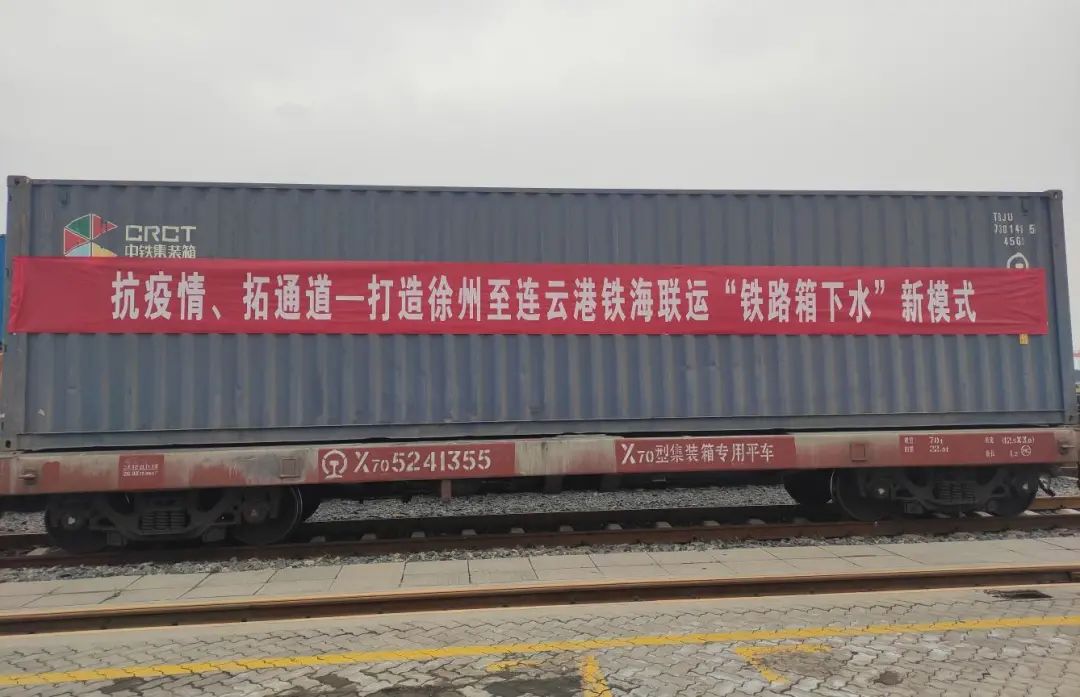 CRCT
中铁集装箱
抗疫情、拓通道—打造徐州至连云港铁海联运“铁路箱下水”新模式
X70 5241355
X70型集装箱专用平车
70t